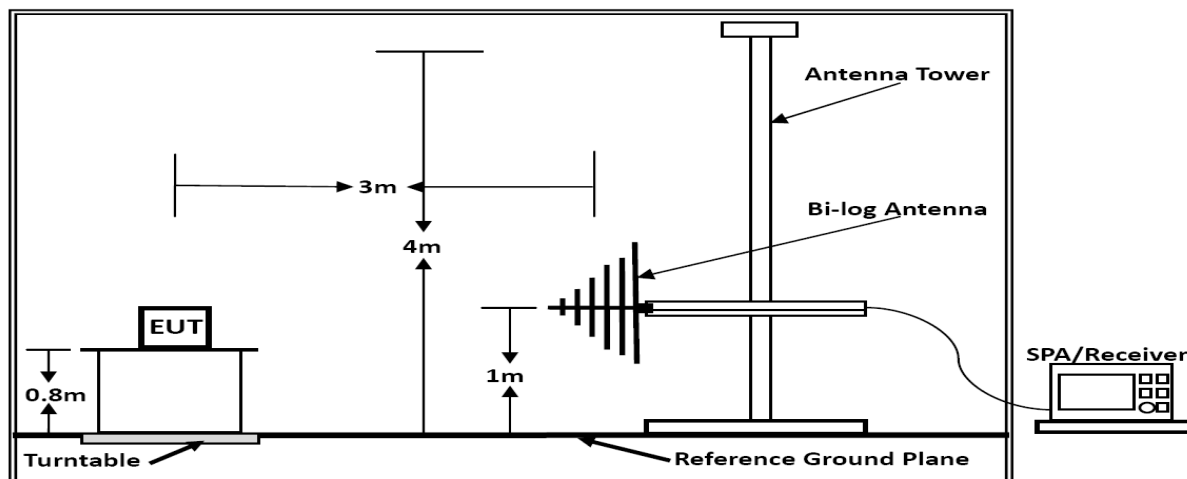 Antenna Tower
3m
Bi-log Antenna
4m
EUT
SPA/Receiver
1m
0.8m
Turntable
Reference Ground Plane